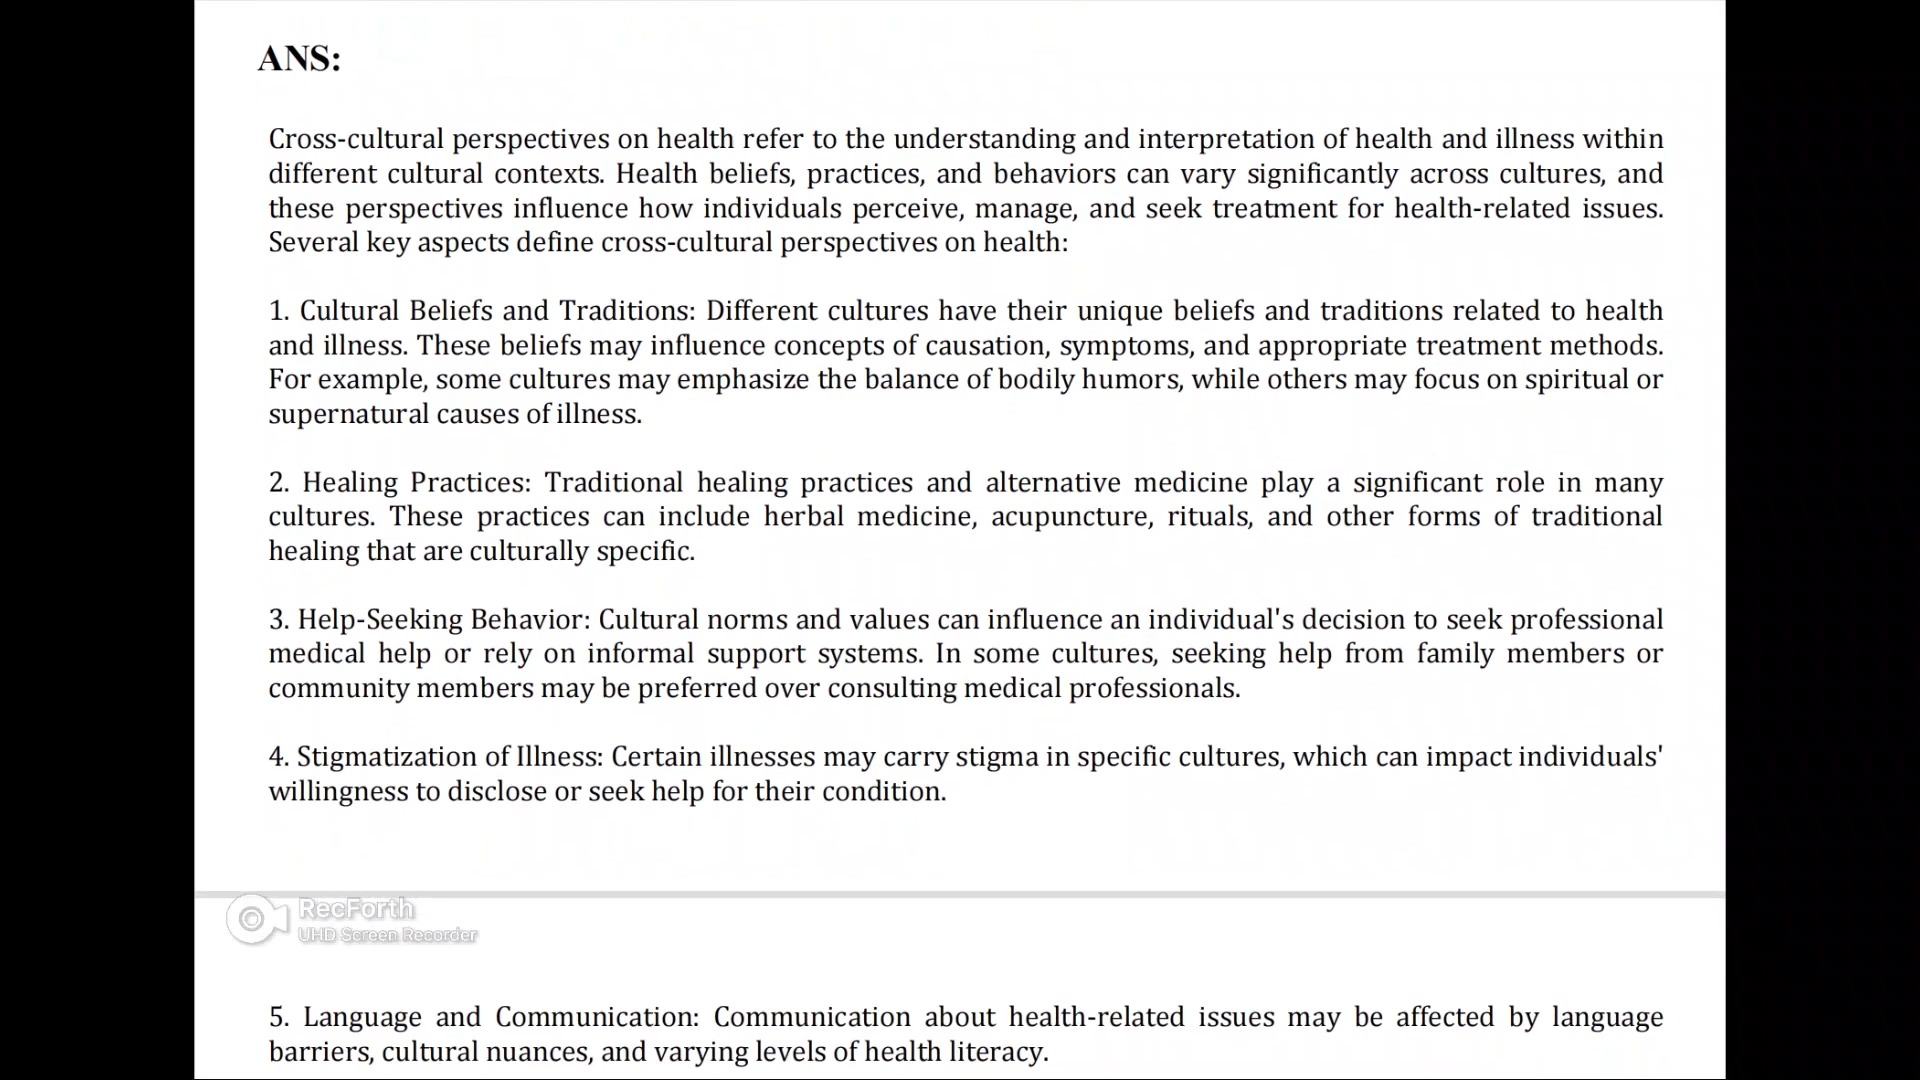 ANS:
Cross-cultural perspectives on health refer to the understanding and interpretation of health and illness within
different cultural contexts. Health beliefs, practices, and behaviors can vary significantly across cultures, and
these perspectives influence how individuals perceive, manage, and seek treatment for health-related issues.
Several key aspects define cross-cultural perspectives on health:
1. Cultural Beliefs and Traditions: Different cultures have their unique beliefs and traditions related to health
and illness. These beliefs may influence concepts of causation, symptoms, and appropriate treatment methods.
For example, some cultures may emphasize the balance of bodily humors, while others may focus on spiritual or
supernatural causes of illness.
2. Healing Practices: Traditional healing practices and alternative medicine play a significant role in many
cultures. These practices can include herbal medicine, acupuncture, rituals, and other forms of traditional
healing that are culturally specific.
3. Help-Seeking Behavior: Cultural norms and values can influence an individual's decision to seek professional
medical help or rely on informal support systems. In some cultures, seeking help from family members or
community members may be preferred over consulting medical professionals.
4. Stigmatization of Illness: Certain illnesses may carry stigma in specific cultures, which can impact individuals'
willingness to disclose or seek help for their condition.
RecForth
UHD Screen Recorder
5. Language and Communication: Communication about health-related issues may be affected by language
barriers, cultural nuances, and varying levels of health literacy.